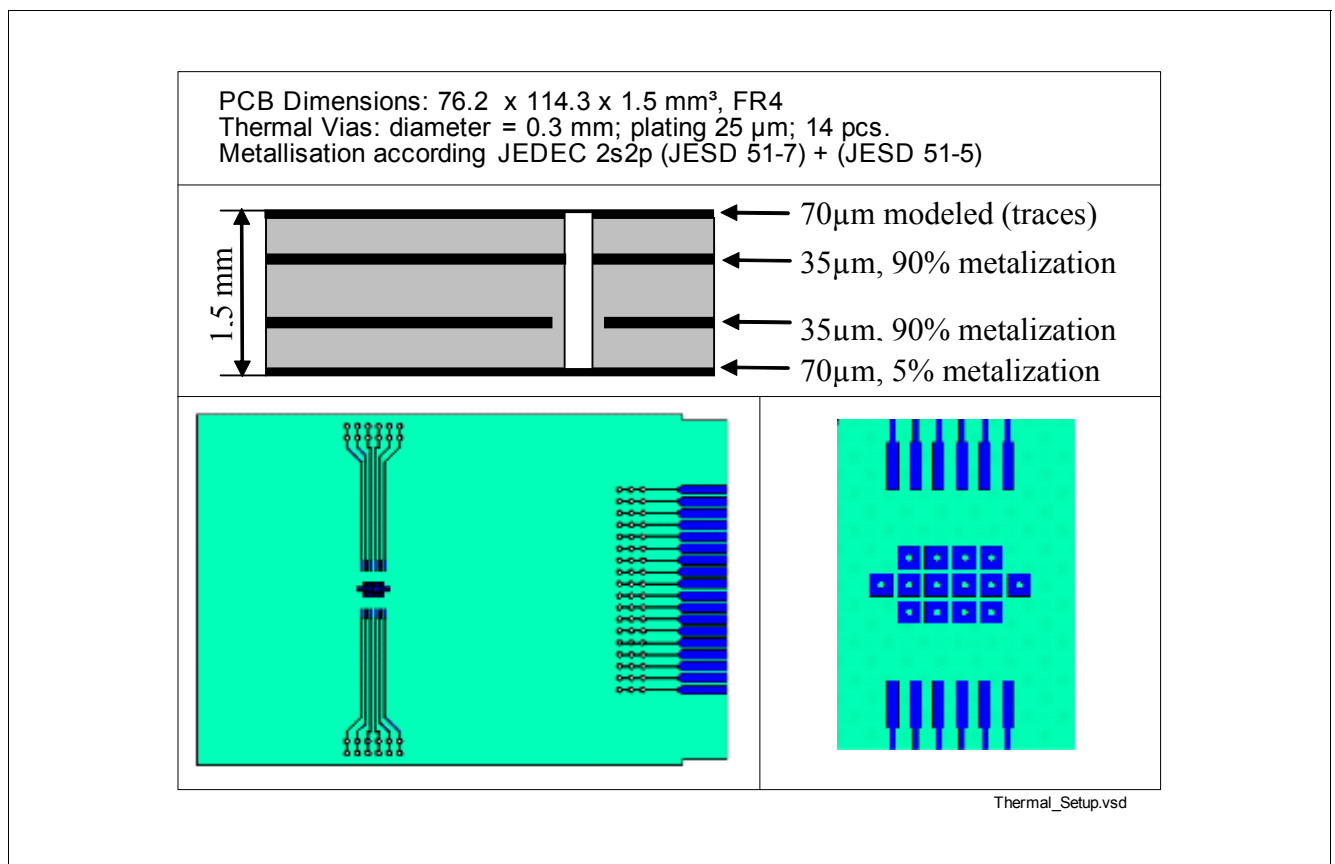 PCB Dimensions: 76.2 x 114.3 x 1.5 mm³, FR4
Thermal Vias: diameter = 0.3 mm; plating 25 µm; 14 pcs.
Metallisation according JEDEC 2s2p (JESD 51-7) + (JESD 51-5)
1.5 mm
70µm modeled (traces)
35µm, 90% metalization
35µm, 90% metalization
70µm, 5% metalization
Thermal_Setup.vsd